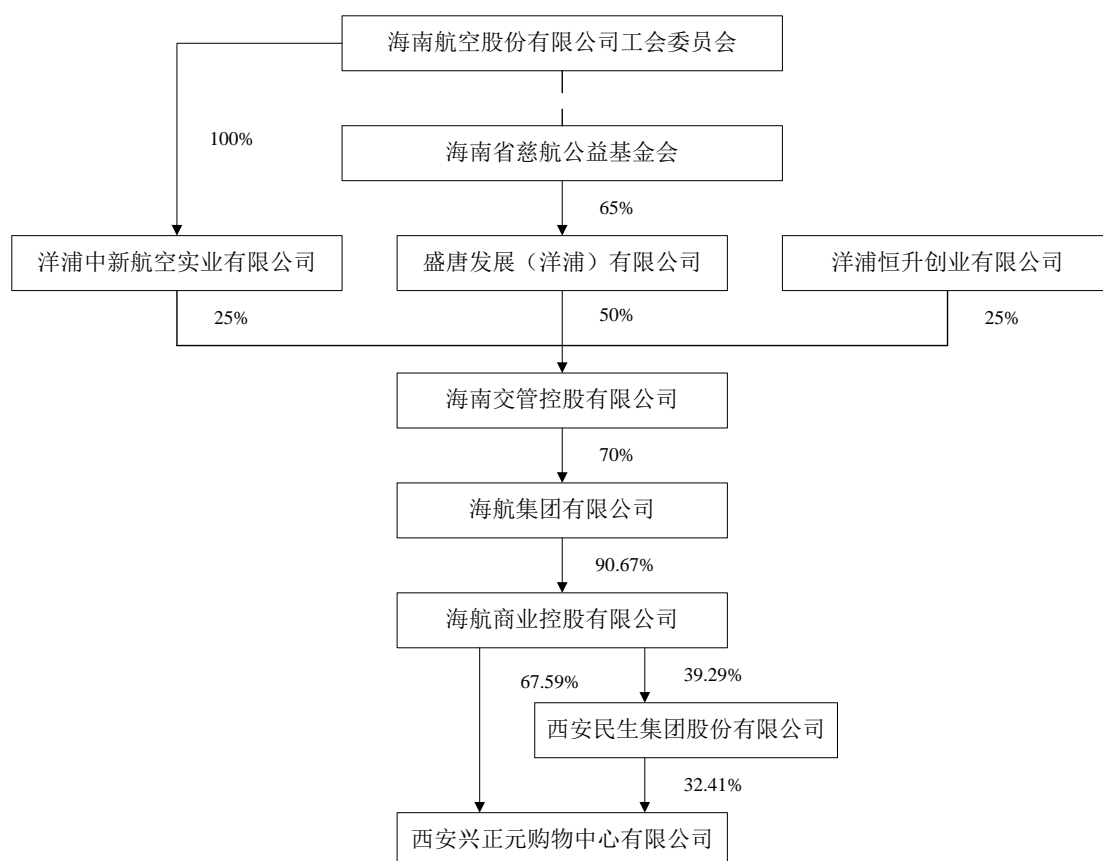 海南航空股份有限公司工会委员会
100%
海南省慈航公益基金会
65%
洋浦中新航空实业有限公司
盛唐发展（洋浦）有限公司
洋浦恒升创业有限公司
25%
50%
25%
海南交管控股有限公司
70%
海航集团有限公司
90.67%
海航商业控股有限公司
67.59%
39.29%
西安民生集团股份有限公司
32.41%
西安兴正元购物中心有限公司